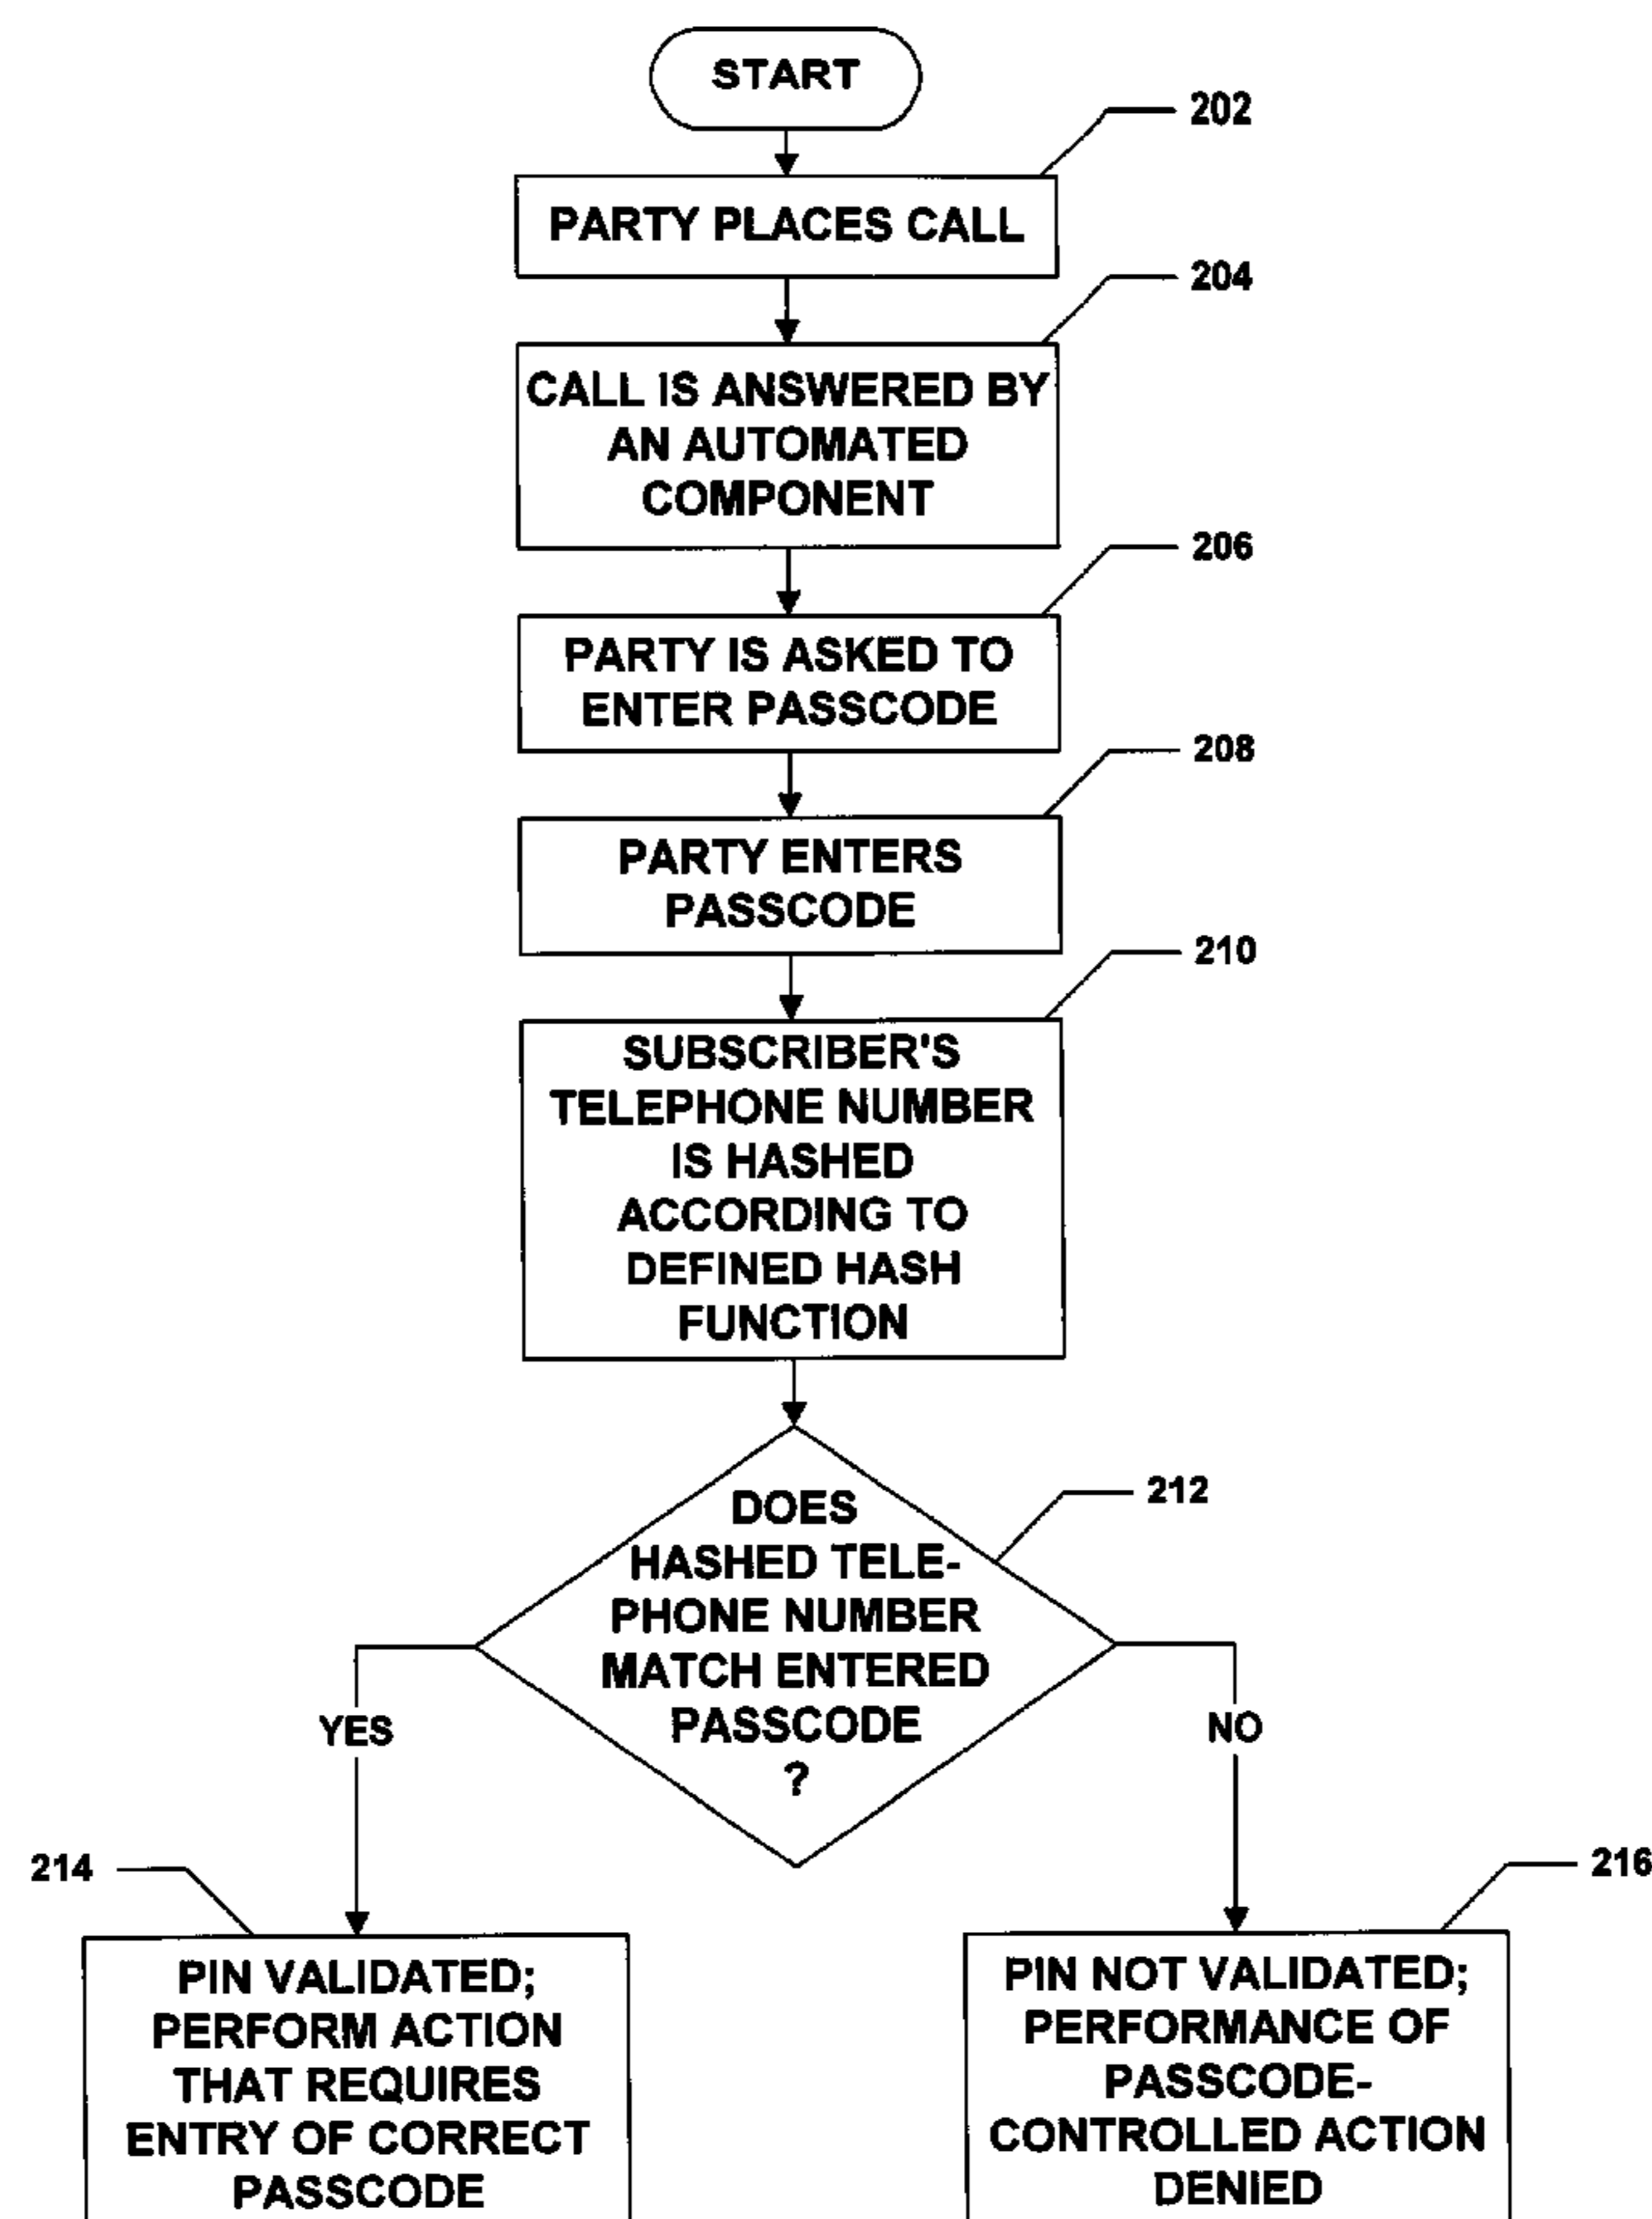 START
202
PARTY PLACES CALL
204
CALL IS ANSWERED BY
AN AUTOMATED
COMPONENT
206
PARTY IS ASKED TO
ENTER PASSCODE
208
PARTY ENTERS
PASSCODE
210
SUBSCRIBER'S
TELEPHONE NUMBER
IS HASHED
ACCORDING TO
DEFINED HASH
FUNCTION
212
DOES
HASHED TELE-
PHONE NUMBER
MATCH ENTERED
PASSCODE
?
YES
NO
214
216
PIN VALIDATED;
PERFORM ACTION
THAT REQUIRES
ENTRY OF CORRECT
PASSCODE
PIN NOT VALIDATED;
PERFORMANCE OF
PASSCODE-
CONTROLLED ACTION
DENIED